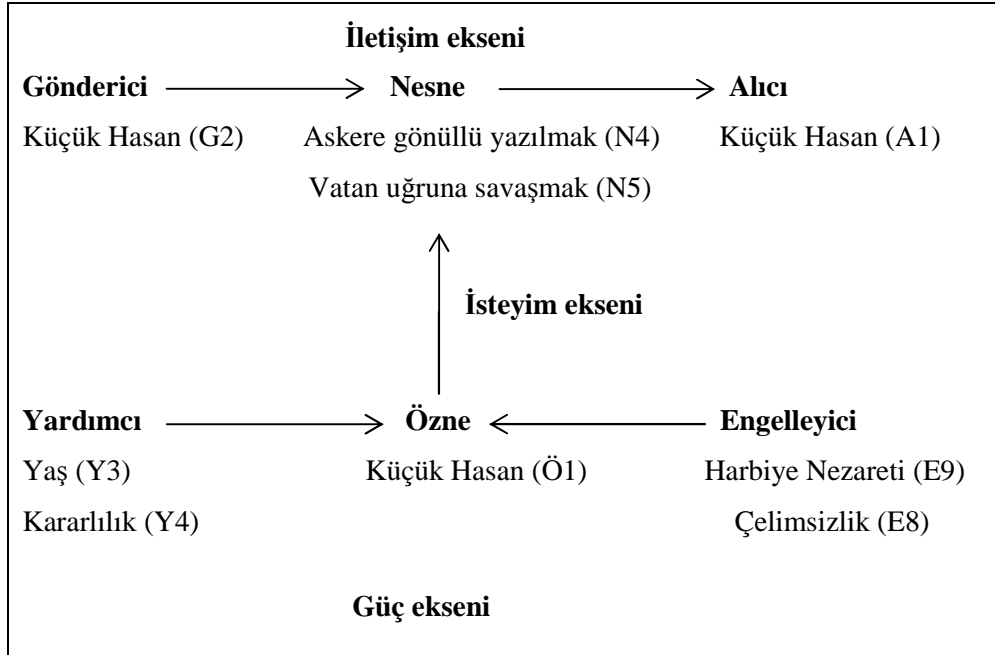 İletişim ekseni
Gönderici Nesne Alıcı
Küçük Hasan (G2) Askere gönüllü yazılmak (N4) Küçük Hasan (A1)
Vatan uğruna savaşmak (N5)
İsteyim ekseni
Yardımcı Özne Engelleyici
Yaş (Y3) Küçük Hasan (Ö1) Harbiye Nezareti (E9)
Kararlılık (Y4) Çelimsizlik (E8)
Güç ekseni